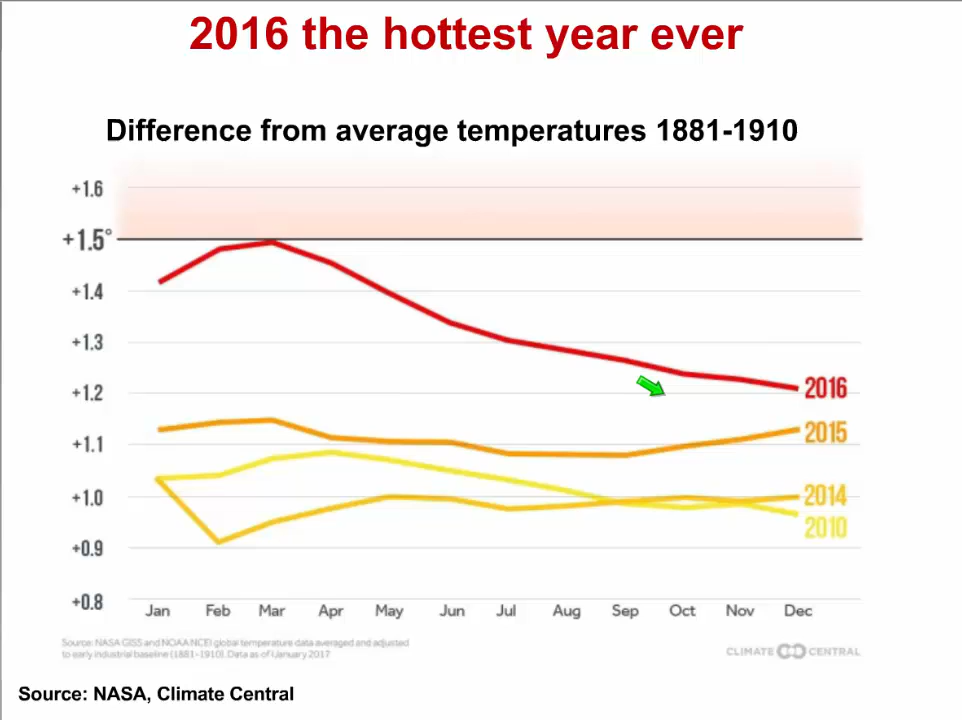 2016 the hottest year ever
Difference from average temperatures 1881-1910
+1.6
+1.5°
+1.4
+1.3
+1.2
+1.1
+1.0
+0.9
+0.8
2016
2015
2014
2010
Jan Feb Mar Apr May Jun Jul Aug Sep Oct Nov Dec
Source: NASA GISS and NOAA NCEI global temperature data averaged and adjusted
to early industrial baseline (1881-1910). Data as of January 2017
CLIMATE CENTRAL
Source: NASA, Climate Central